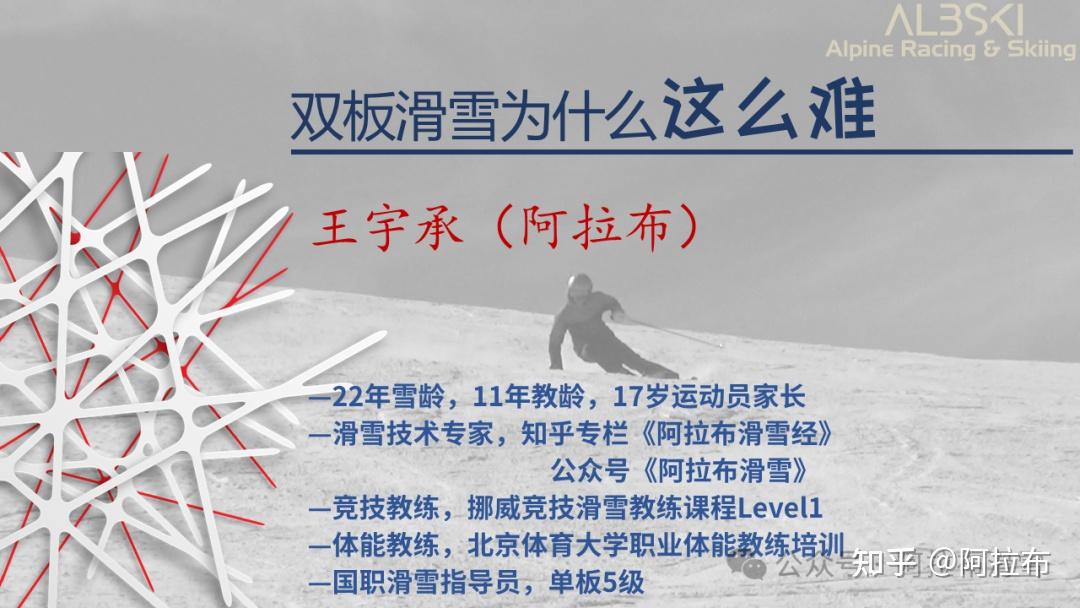 ALBSKI
Alpine Racing & Skiing
双板滑雪为什么这么难
王宇承（阿拉布）
—22年雪龄，11年教龄，17岁运动员家长
—滑雪技术专家，知乎专栏《阿拉布滑雪经》
公众号《阿拉布滑雪》
—竞技教练，挪威竞技滑雪教练课程Level1
—体能教练，北京体育大学职业体能教练培训
—国职滑雪指导员，单板5级
公众号
知乎 @阿拉布